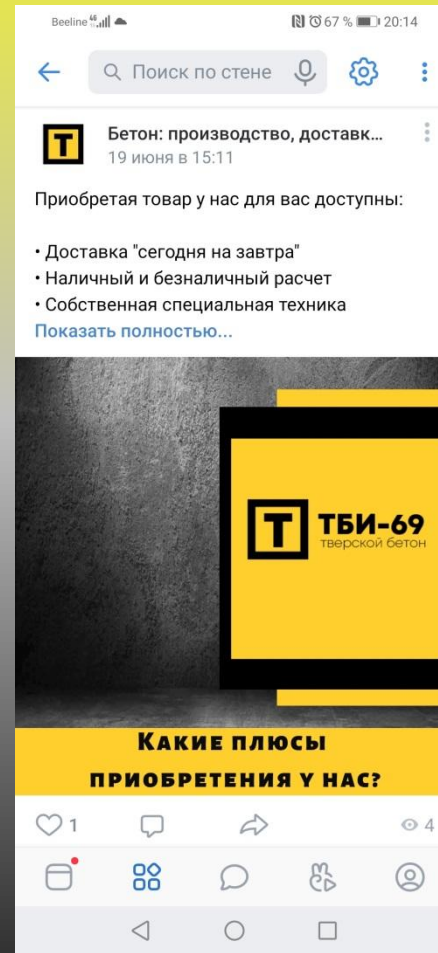 Beeline 4G 67 % 20:14
Поиск по стене
Бетон: производство, доставк...
19 июня в 15:11
Приобретая товар у нас для вас доступны:
• Доставка "сегодня на завтра"
• Наличный и безналичный расчет
• Собственная специальная техника
Показать полностью...
Т ТБИ-69
тверской бетон
Какие плюсы
приобретения у нас?
1 4